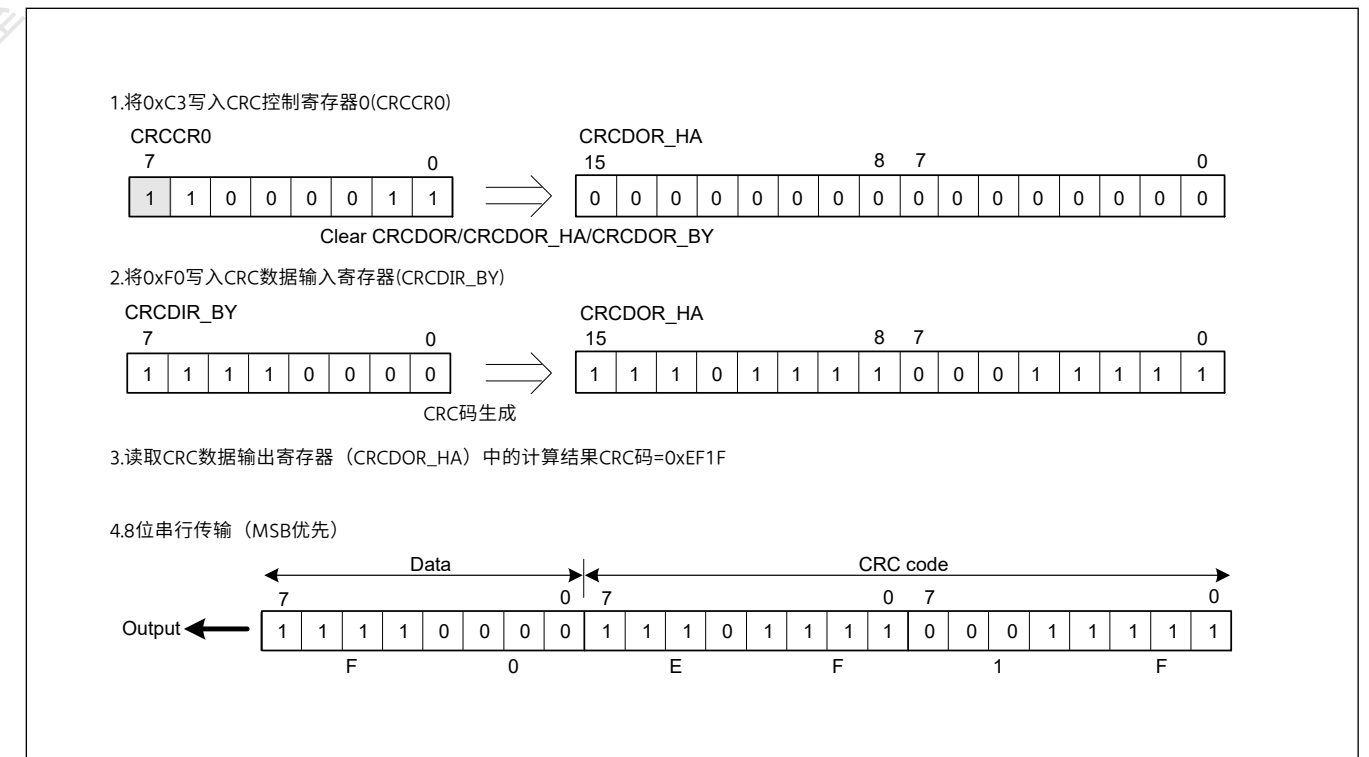 1.将0xC3写入CRC控制寄存器0(CRCCR0)
CRCCR0 CRCDOR_HA
7 0 15 8 7 0
1 1 0 0 0 0 1 1 0 0 0 0 0 0 0 0 0 0 0 0 0 0 0 0
Clear CRCDOR/CRCDOR_HA/CRCDOR_BY
2.将0xF0写入CRC数据输入寄存器(CRCDIR_BY)
CRCDIR_BY CRCDOR_HA
7 0 15 8 7 0
1 1 1 1 0 0 0 0 1 1 1 0 1 1 1 1 0 0 0 1 1 1 1 1
CRC码生成
3.读取CRC数据输出寄存器（CRCDOR_HA）中的计算结果CRC码=0xEF1F
4.8位串行传输（MSB优先）
Data CRC code
7 0 7 0 7 0
Output 1 1 1 1 0 0 0 0 1 1 1 0 1 1 1 1 0 0 0 1 1 1 1 1
F 0 E F 1 F